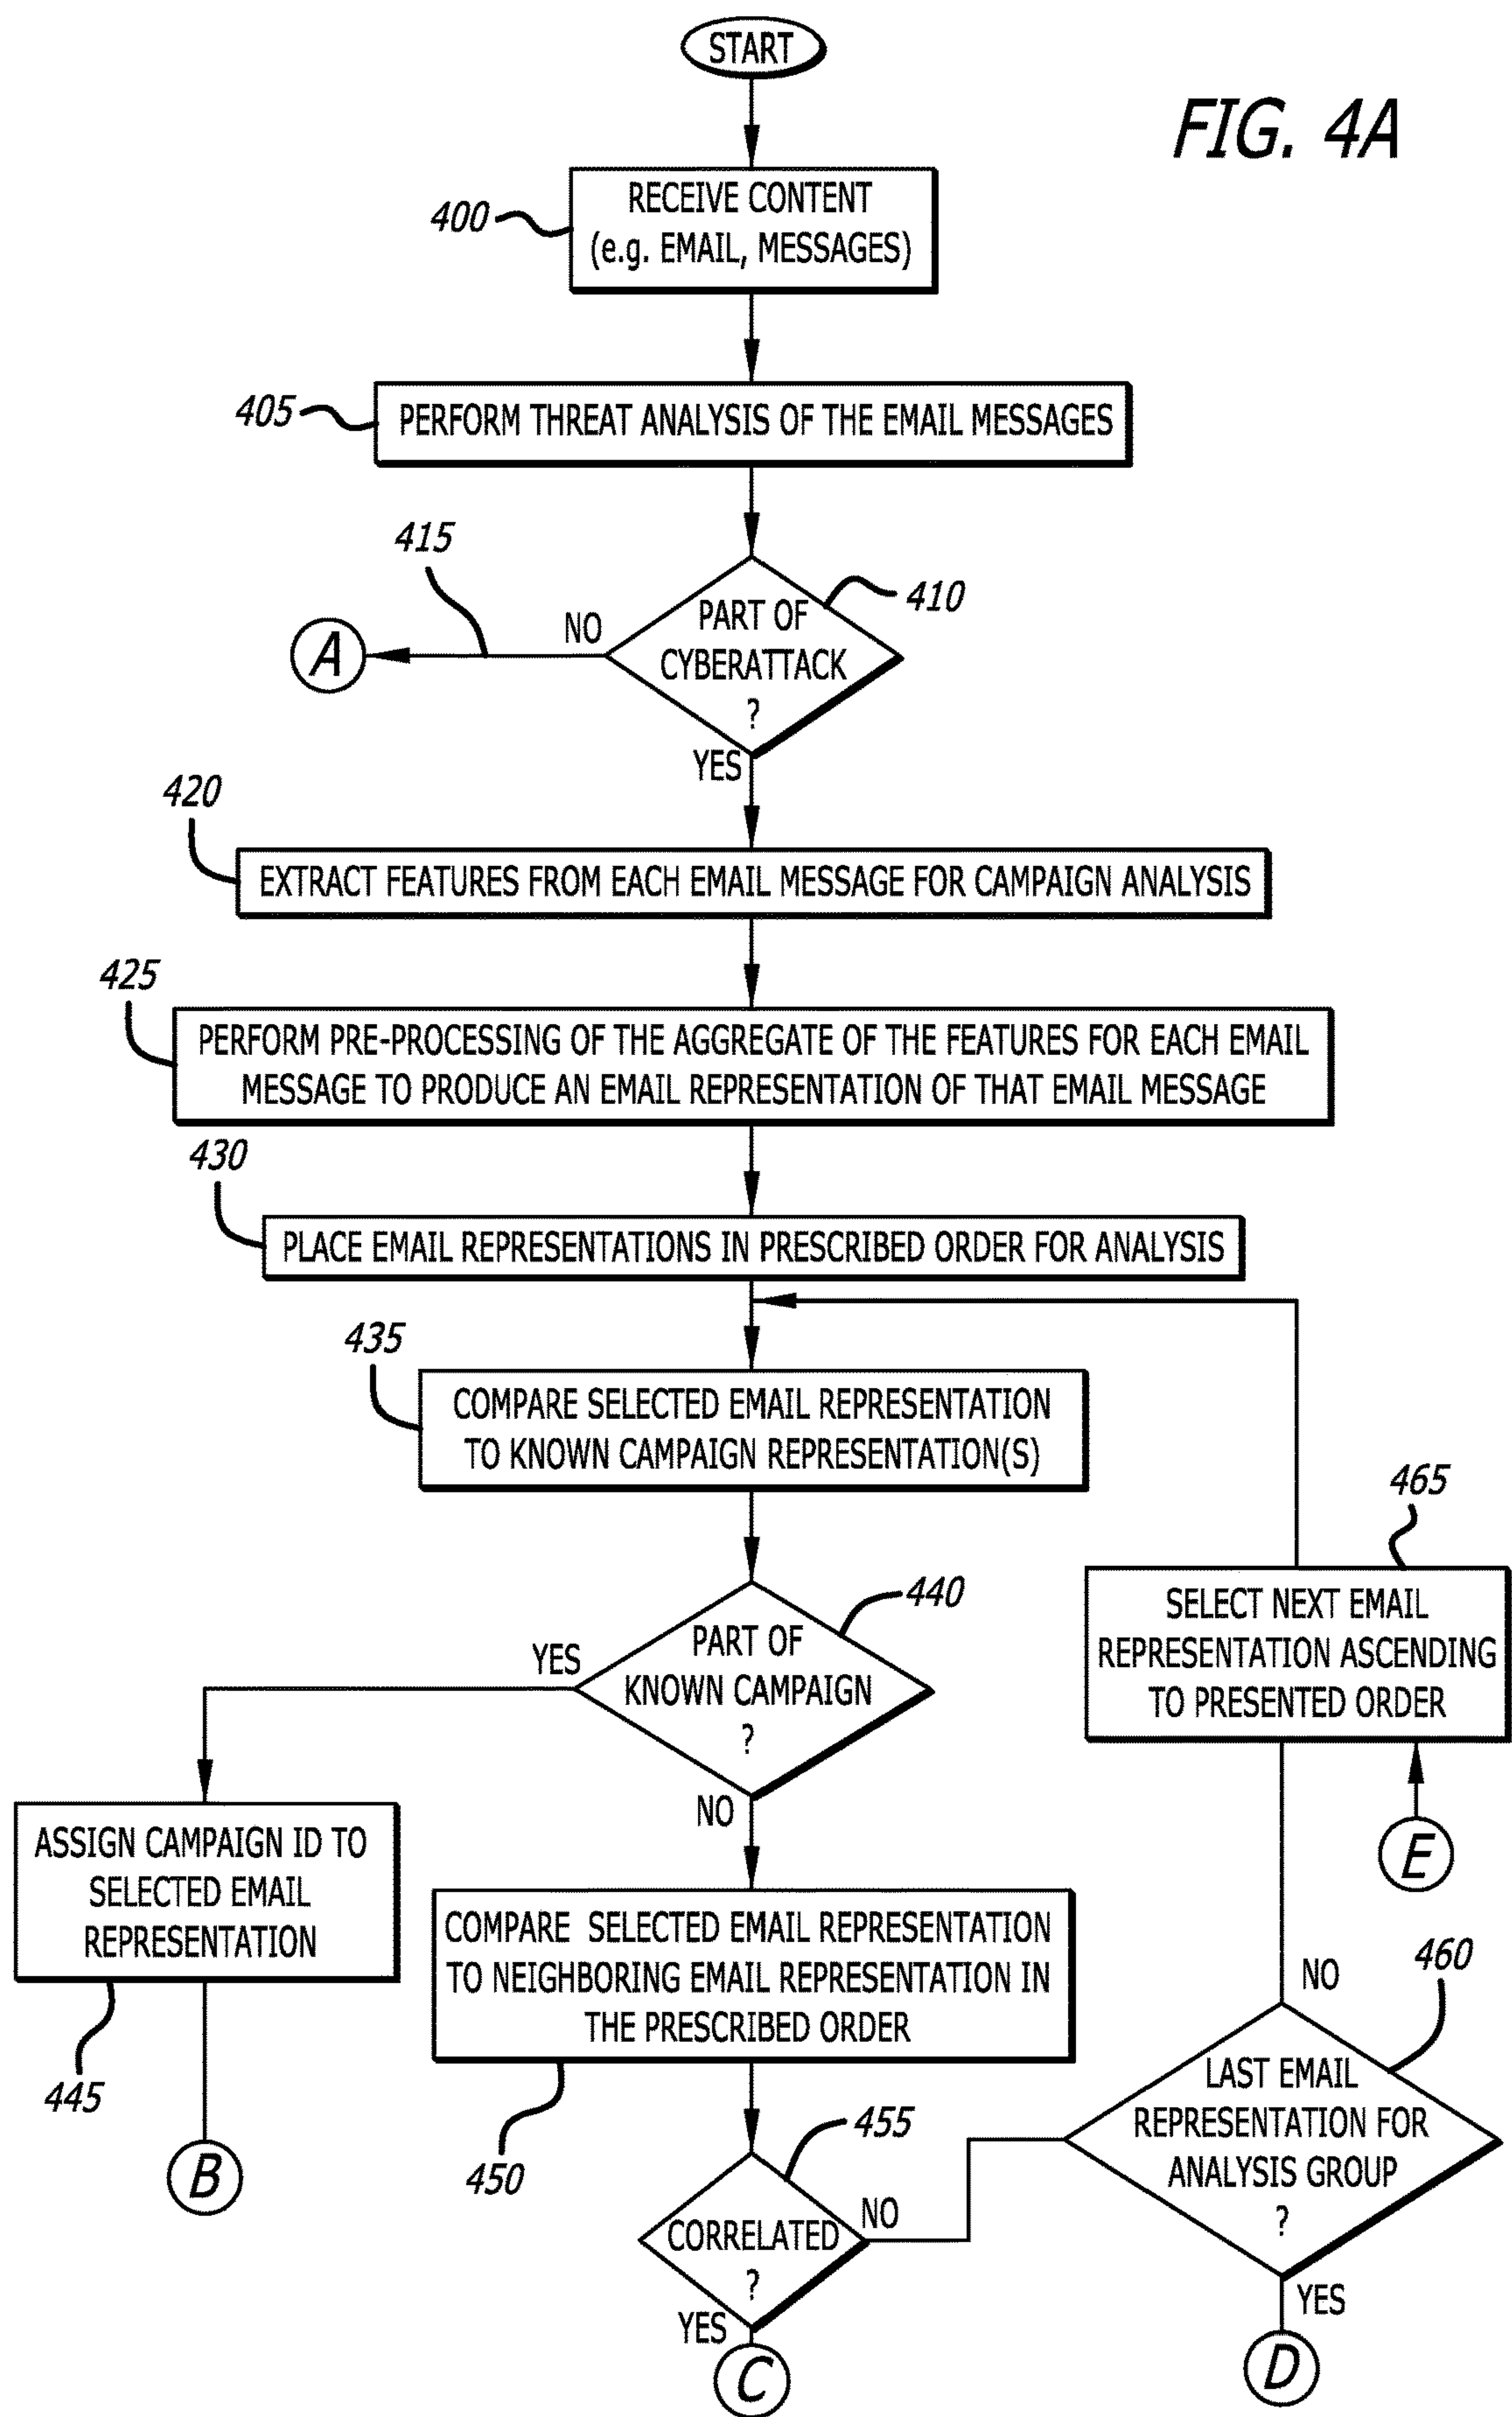 START
FIG. 4A
400
RECEIVE CONTENT
(e.g. EMAIL, MESSAGES)
405
PERFORM THREAT ANALYSIS OF THE EMAIL MESSAGES
415
410
NO
PART OF
CYBERATTACK
?
A
YES
420
EXTRACT FEATURES FROM EACH EMAIL MESSAGE FOR CAMPAIGN ANALYSIS
425
PERFORM PRE-PROCESSING OF THE AGGREGATE OF THE FEATURES FOR EACH EMAIL
MESSAGE TO PRODUCE AN EMAIL REPRESENTATION OF THAT EMAIL MESSAGE
430
PLACE EMAIL REPRESENTATIONS IN PRESCRIBED ORDER FOR ANALYSIS
435
COMPARE SELECTED EMAIL REPRESENTATION
TO KNOWN CAMPAIGN REPRESENTATION(S)
465
SELECT NEXT EMAIL
REPRESENTATION ASCENDING
TO PRESENTED ORDER
440
YES
PART OF
KNOWN CAMPAIGN
?
NO
ASSIGN CAMPAIGN ID TO
SELECTED EMAIL
REPRESENTATION
445
B
COMPARE SELECTED EMAIL REPRESENTATION
TO NEIGHBORING EMAIL REPRESENTATION IN
THE PRESCRIBED ORDER
450
E
NO
460
LAST EMAIL
REPRESENTATION FOR
ANALYSIS GROUP
?
455
CORRELATED
?
NO
YES
C
YES
D